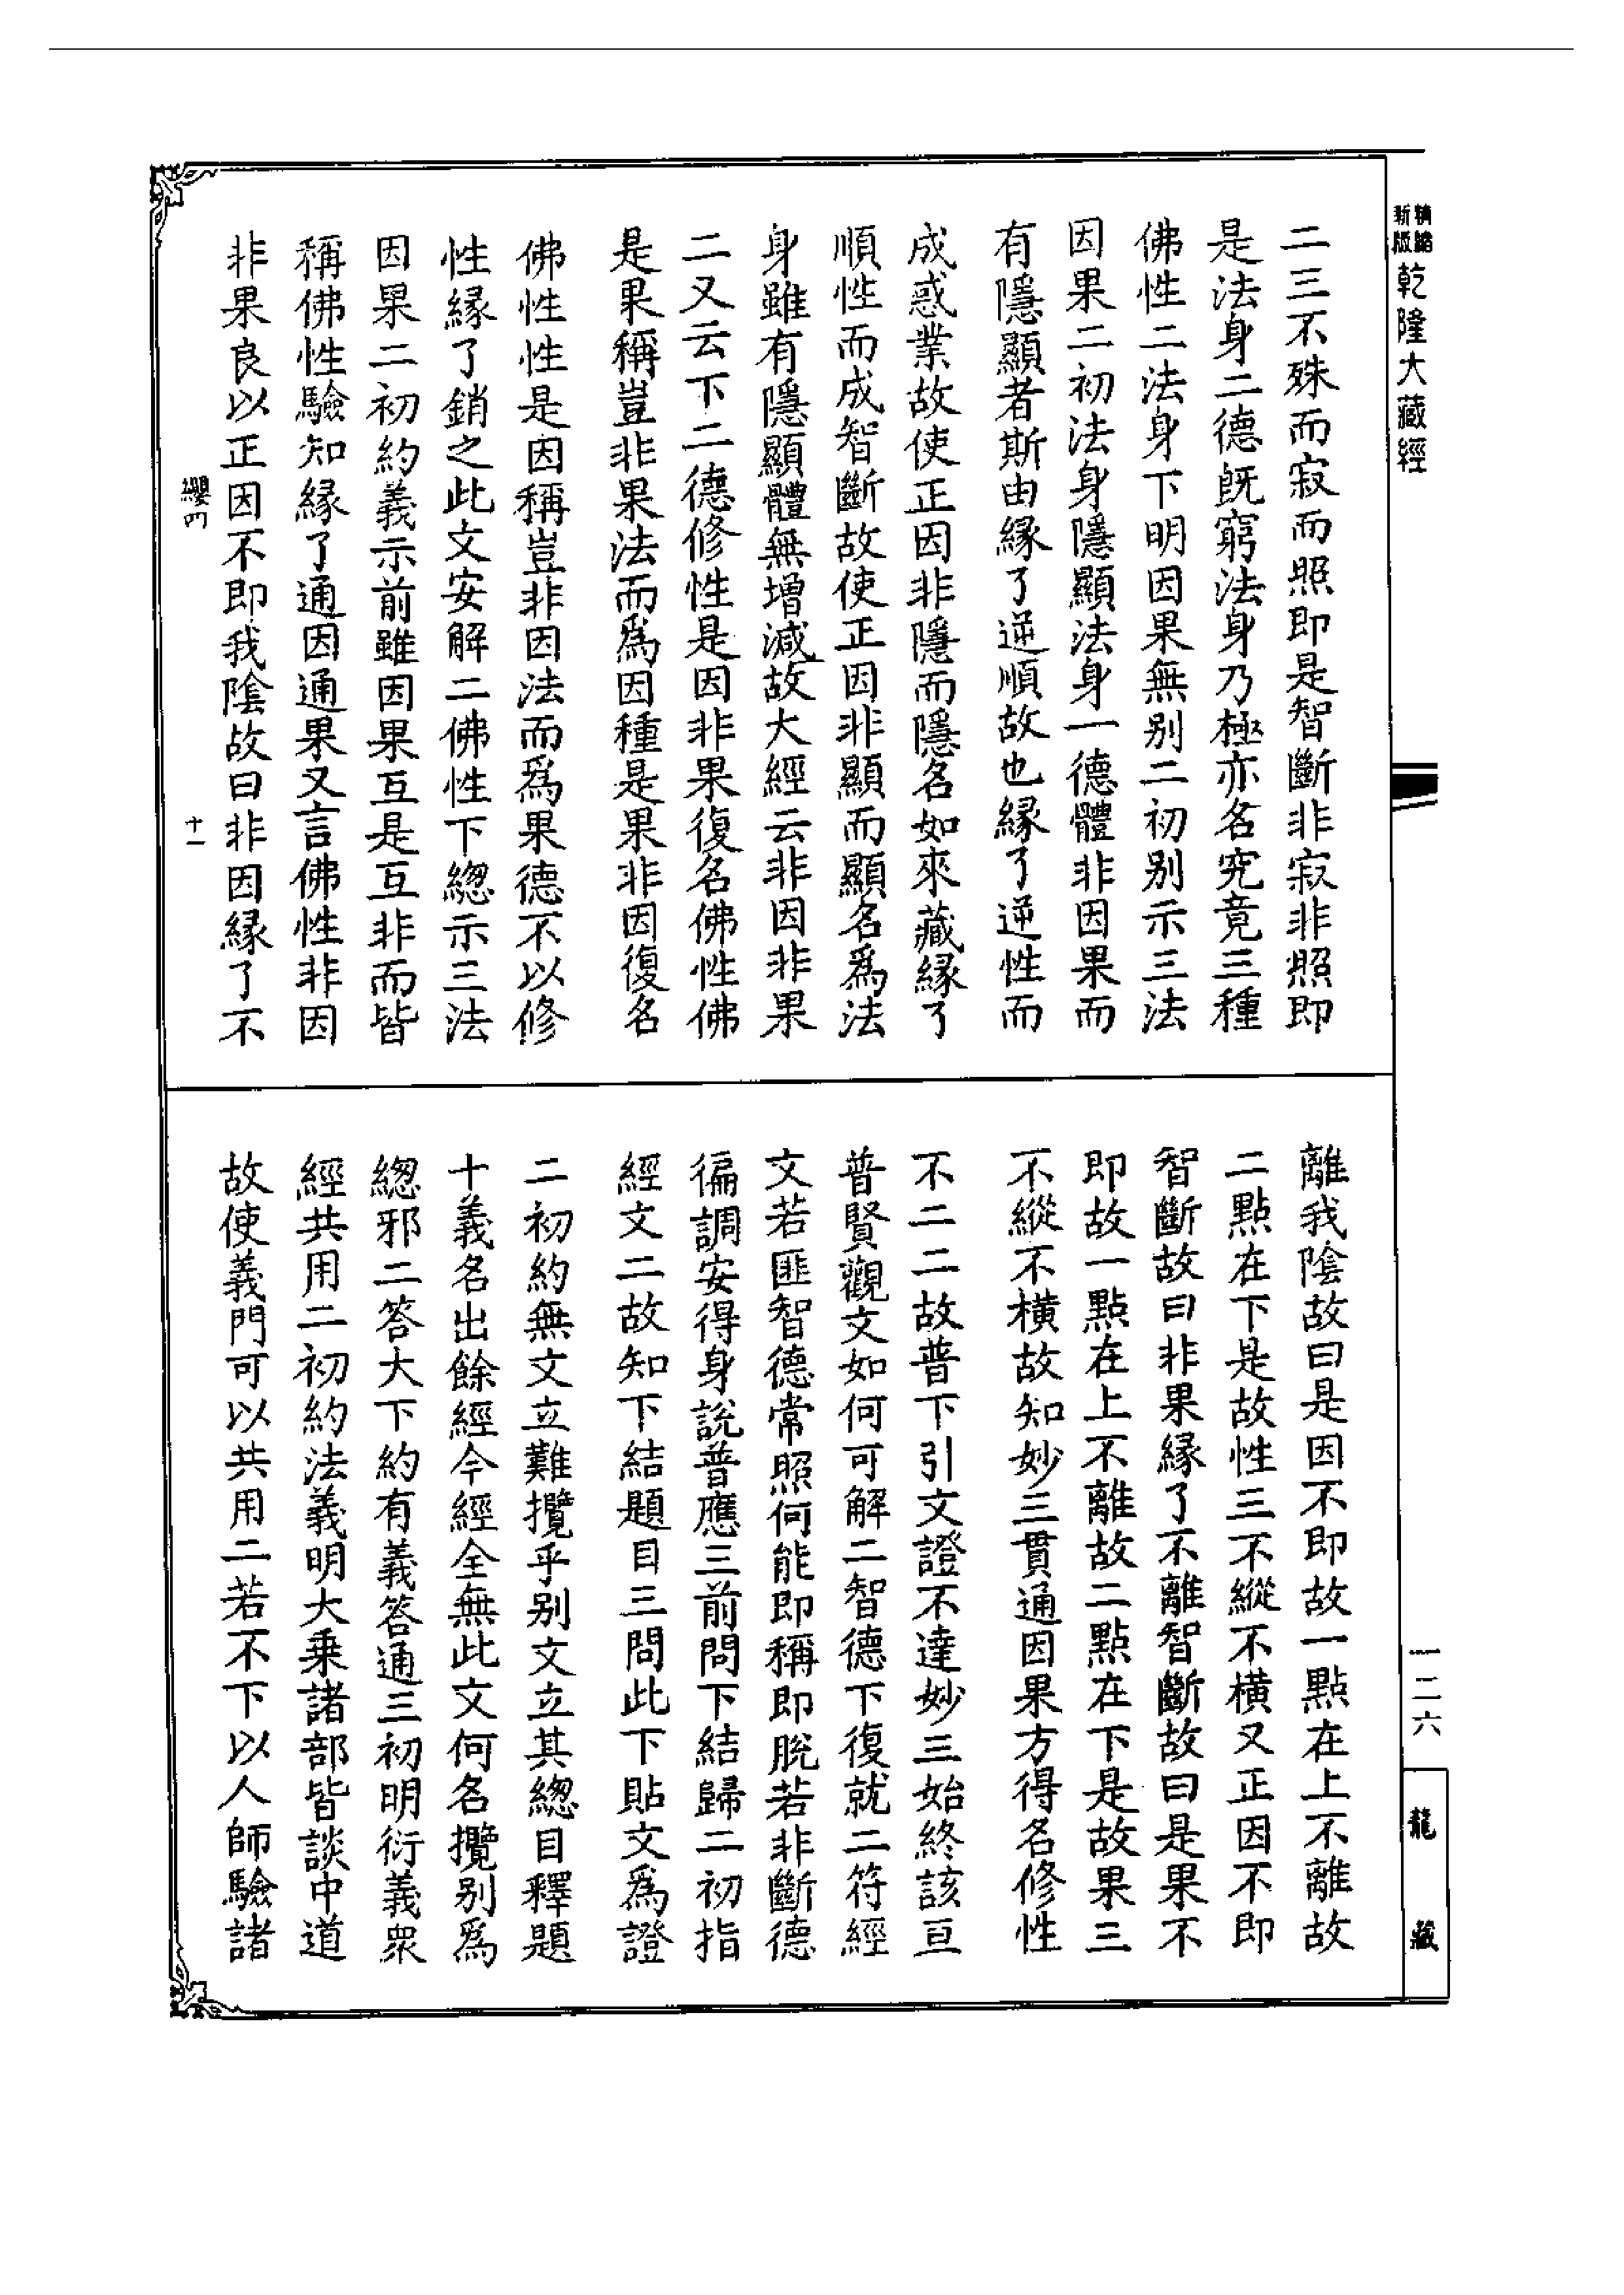 精縮新版乾隆大藏經
二三不殊而寂而照即是智斷非寂非照即
是法身二德旣窮法身乃極亦名究竟三種
佛性二法身下明因果無别二初别示三法
因果二初法身隱顯法身一德體非因果而
有隱顯者斯由緣了逆順故也緣了逆性而
成惑業故使正因非隱而隱名如來藏緣了
順性而成智斷故使正因非顯而顯名爲法
身雖有隱顯體無增減故大經云非因非果
二又云下二德修性是因非果復名佛性佛
是果稱豈非果法而爲因種是果非因復名
佛性性是因稱豈非因法而爲果德不以修
性緣了銷之此文安解二佛性下緫示三法
因果二初約義示前雖因果互是互非而皆
稱佛性驗知緣了通因通果又言佛性非因
非果良以正因不即我陰故曰非因緣了不
纓四
十一
離我陰故曰是因不即故一點在上不離故
二點在下是故性三不縱不橫又正因不即
智斷故曰非果緣了不離智斷故曰是果不
即故一點在上不離故二點在下是故果三
不縱不橫故知妙三貫通因果方得名修性
不二二故普下引文證不達妙三始終該亘
普賢觀文如何可解二智德下復就二符經
文若匪智德常照何能即稱即脫若非斷德
徧調安得身說普應三前問下結歸二初指
經文二故知下結題目三問此下貼文爲證
二初約無文立難攬乎别文立其緫目釋題
十義名出餘經今經全無此文何名攬别爲
緫邪二答大下約有義答通三初明衍義衆
經共用二初約法義明大乗諸部皆談中道
故使義門可以共用二若不下以人師驗諸
一二六
龍藏